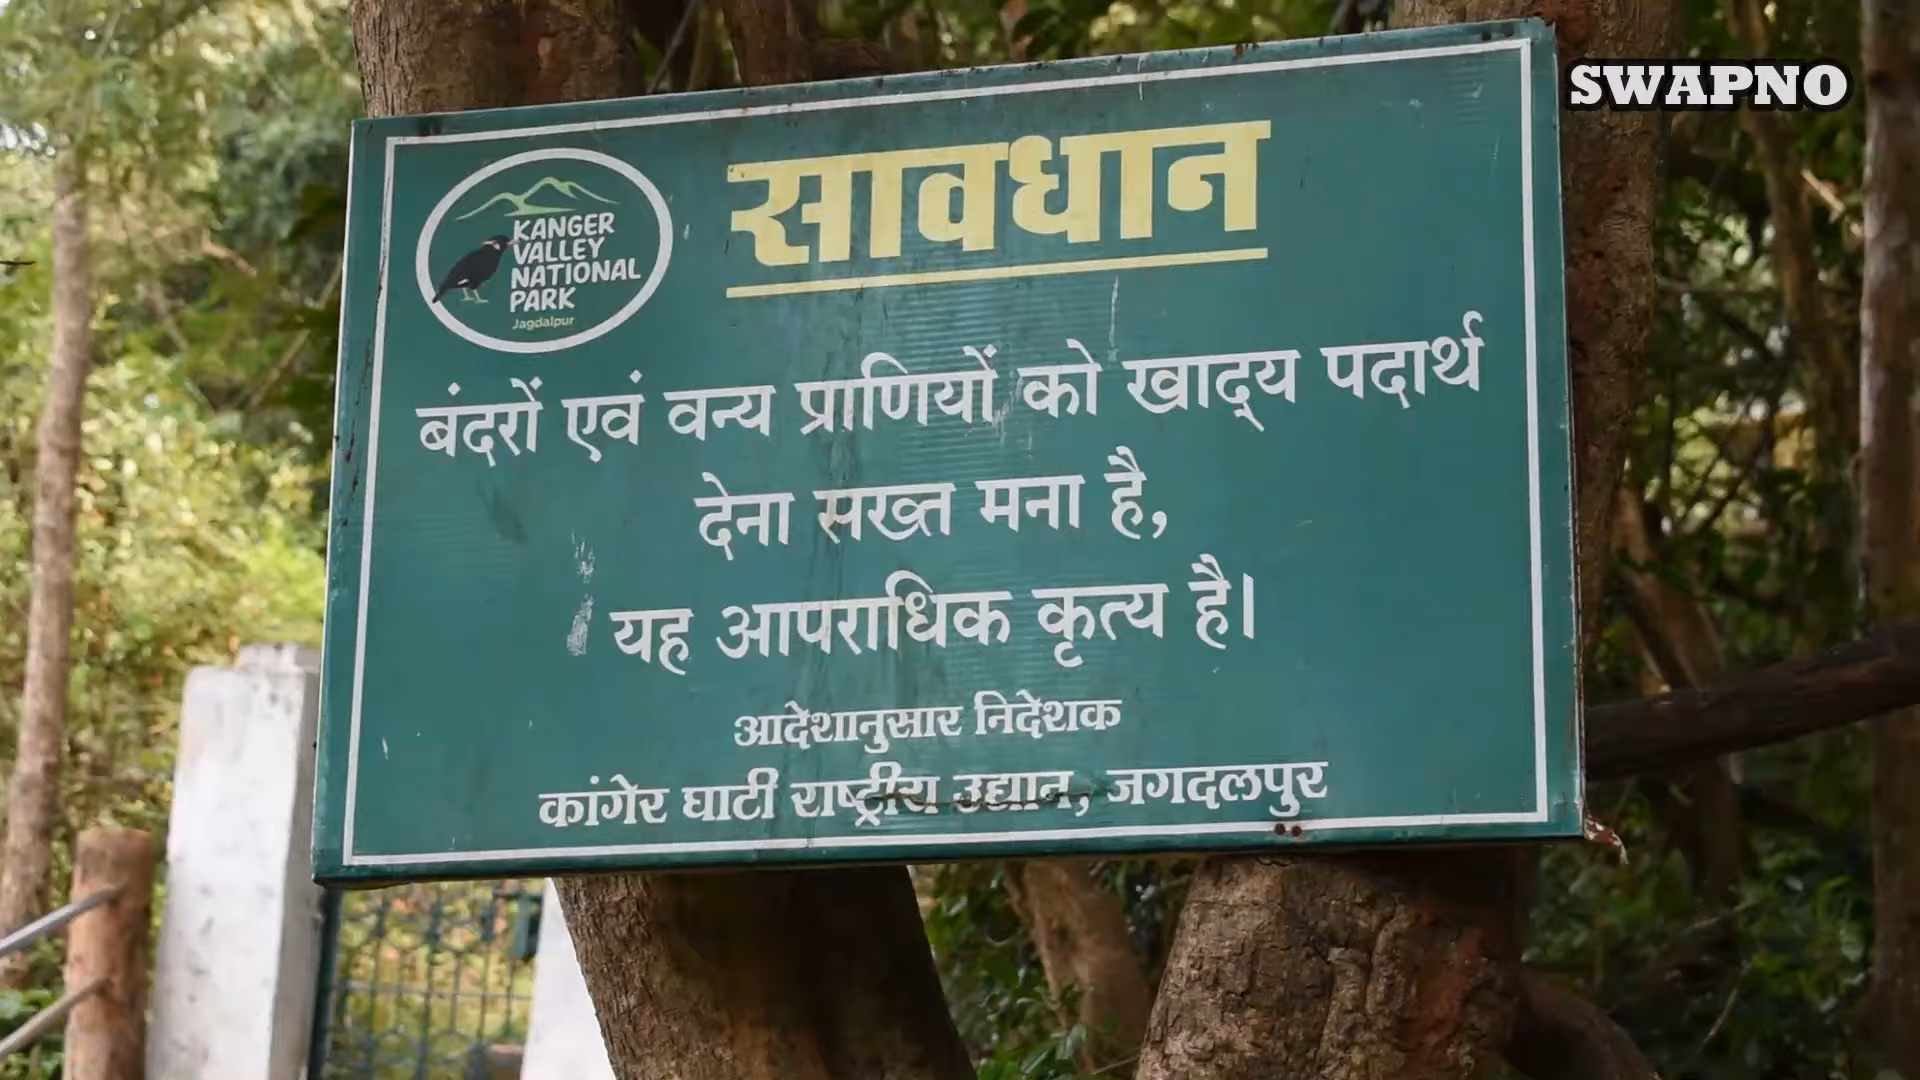 SWAPNO
सावधान
KANGER
VALLEY
NATIONAL
PARK
Jagdalpur
बंदरों एवं वन्य प्राणियों को खाद्‌य पदार्थ
देना सख्त मना है,
यह आपराधिक कृत्य है।
आदेशानुसार निदेशक
कांगेर घाटी राष्ट्रीय उद्यान, जगदलपुर